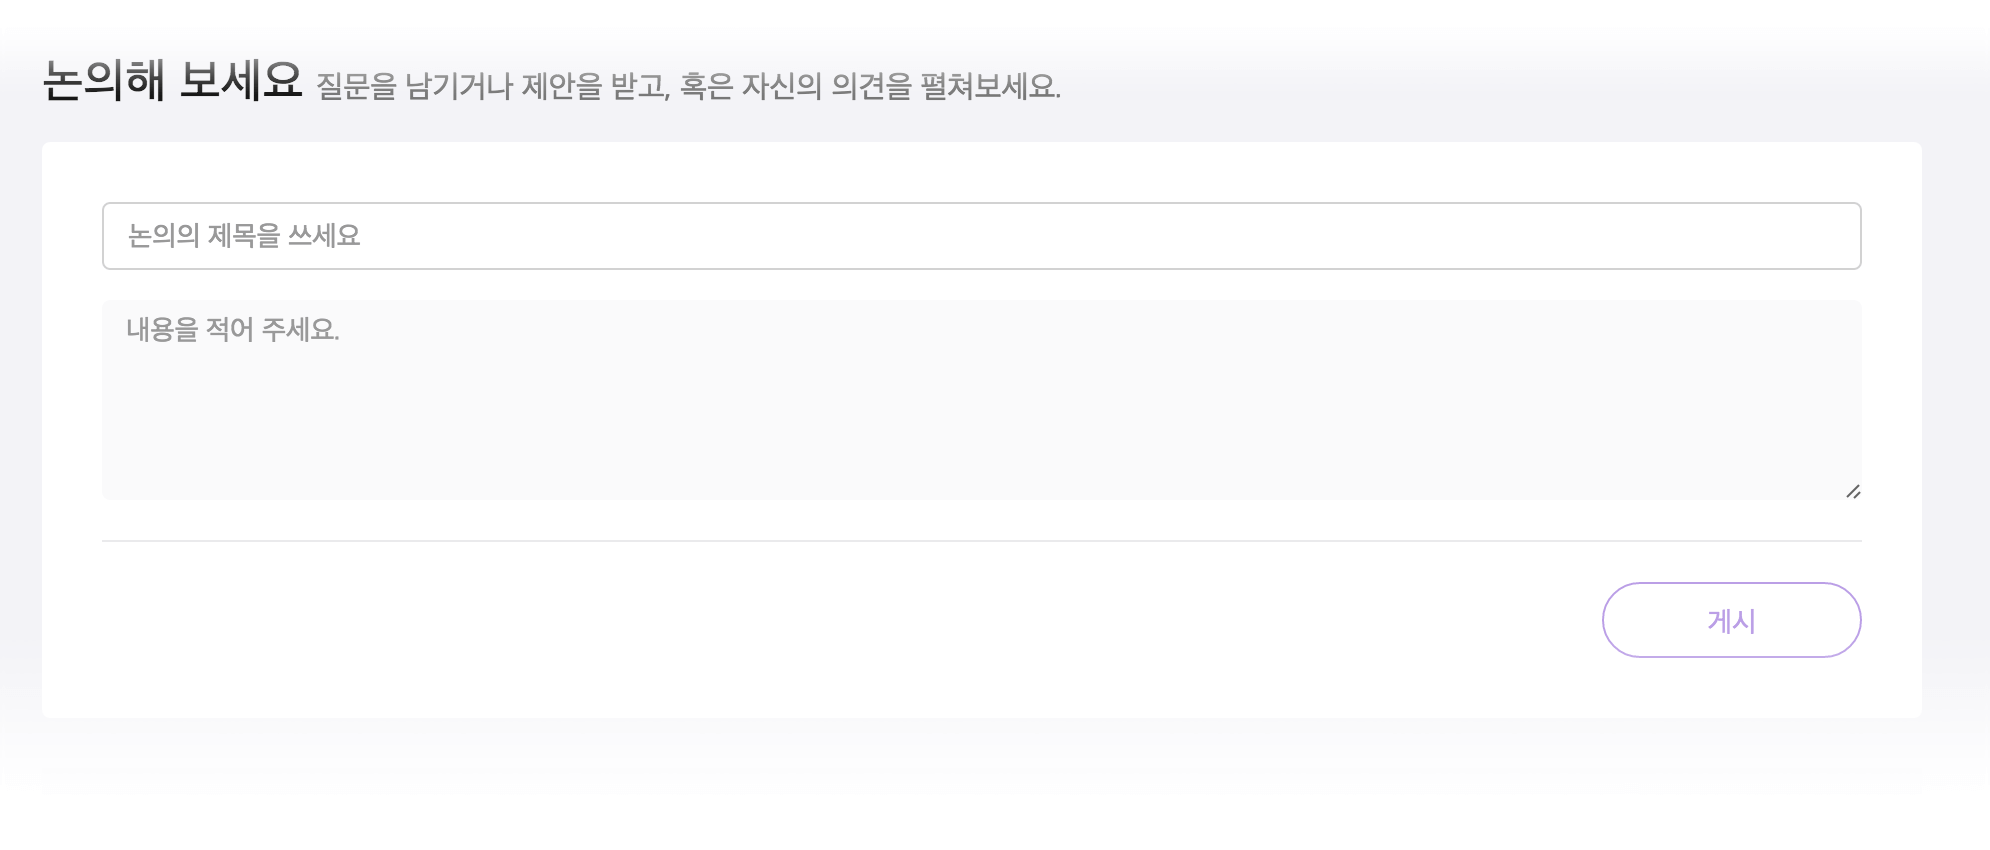 논의해 보세요 질문을 남기거나 제안을 받고, 혹은 자신의 의견을 펼쳐보세요.
논의의 제목을 쓰세요
내용을 적어 주세요.
게시